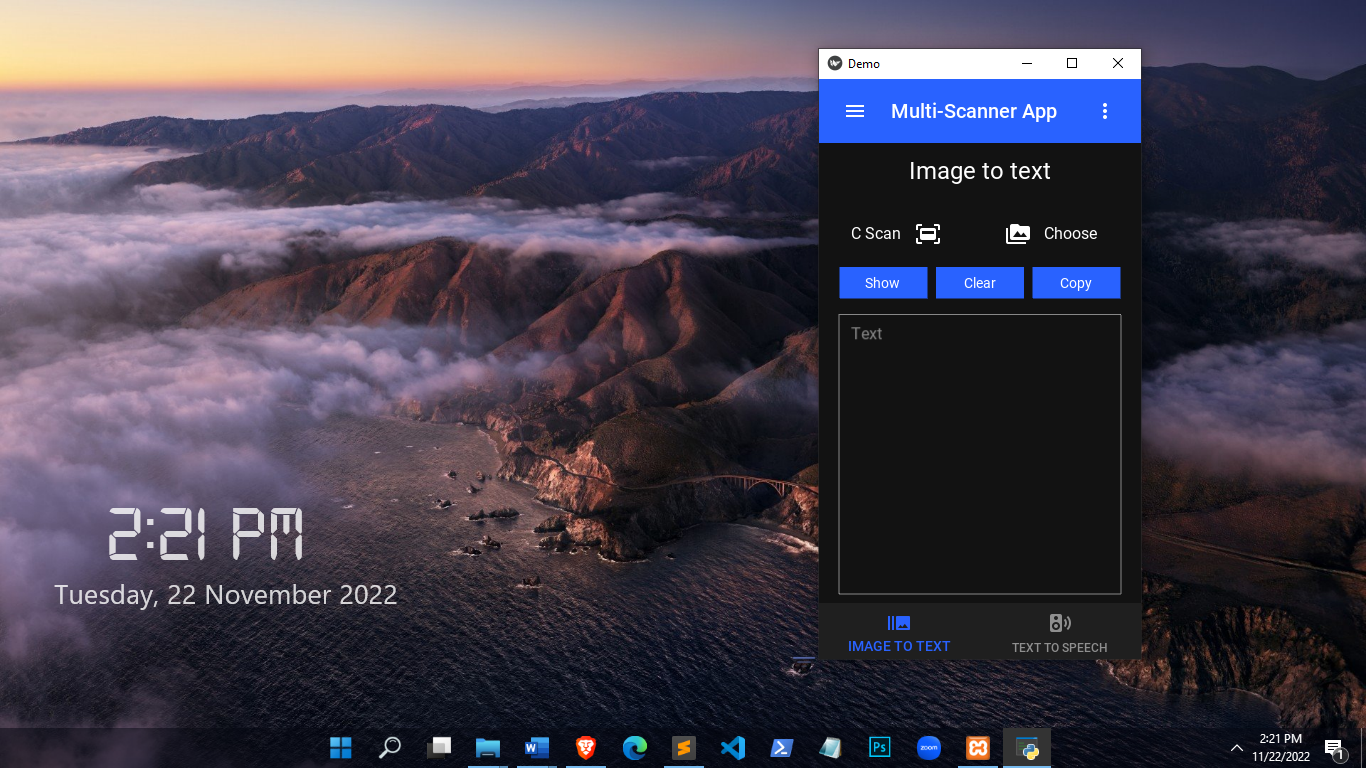 Demo
Multi-Scanner App
Image to text
C Scan Choose
Show Clear Copy
Text
IMAGE TO TEXT TEXT TO SPEECH
2:21 PM
Tuesday, 22 November 2022
W Ps zoom
2:21 PM
11/22/2022
1